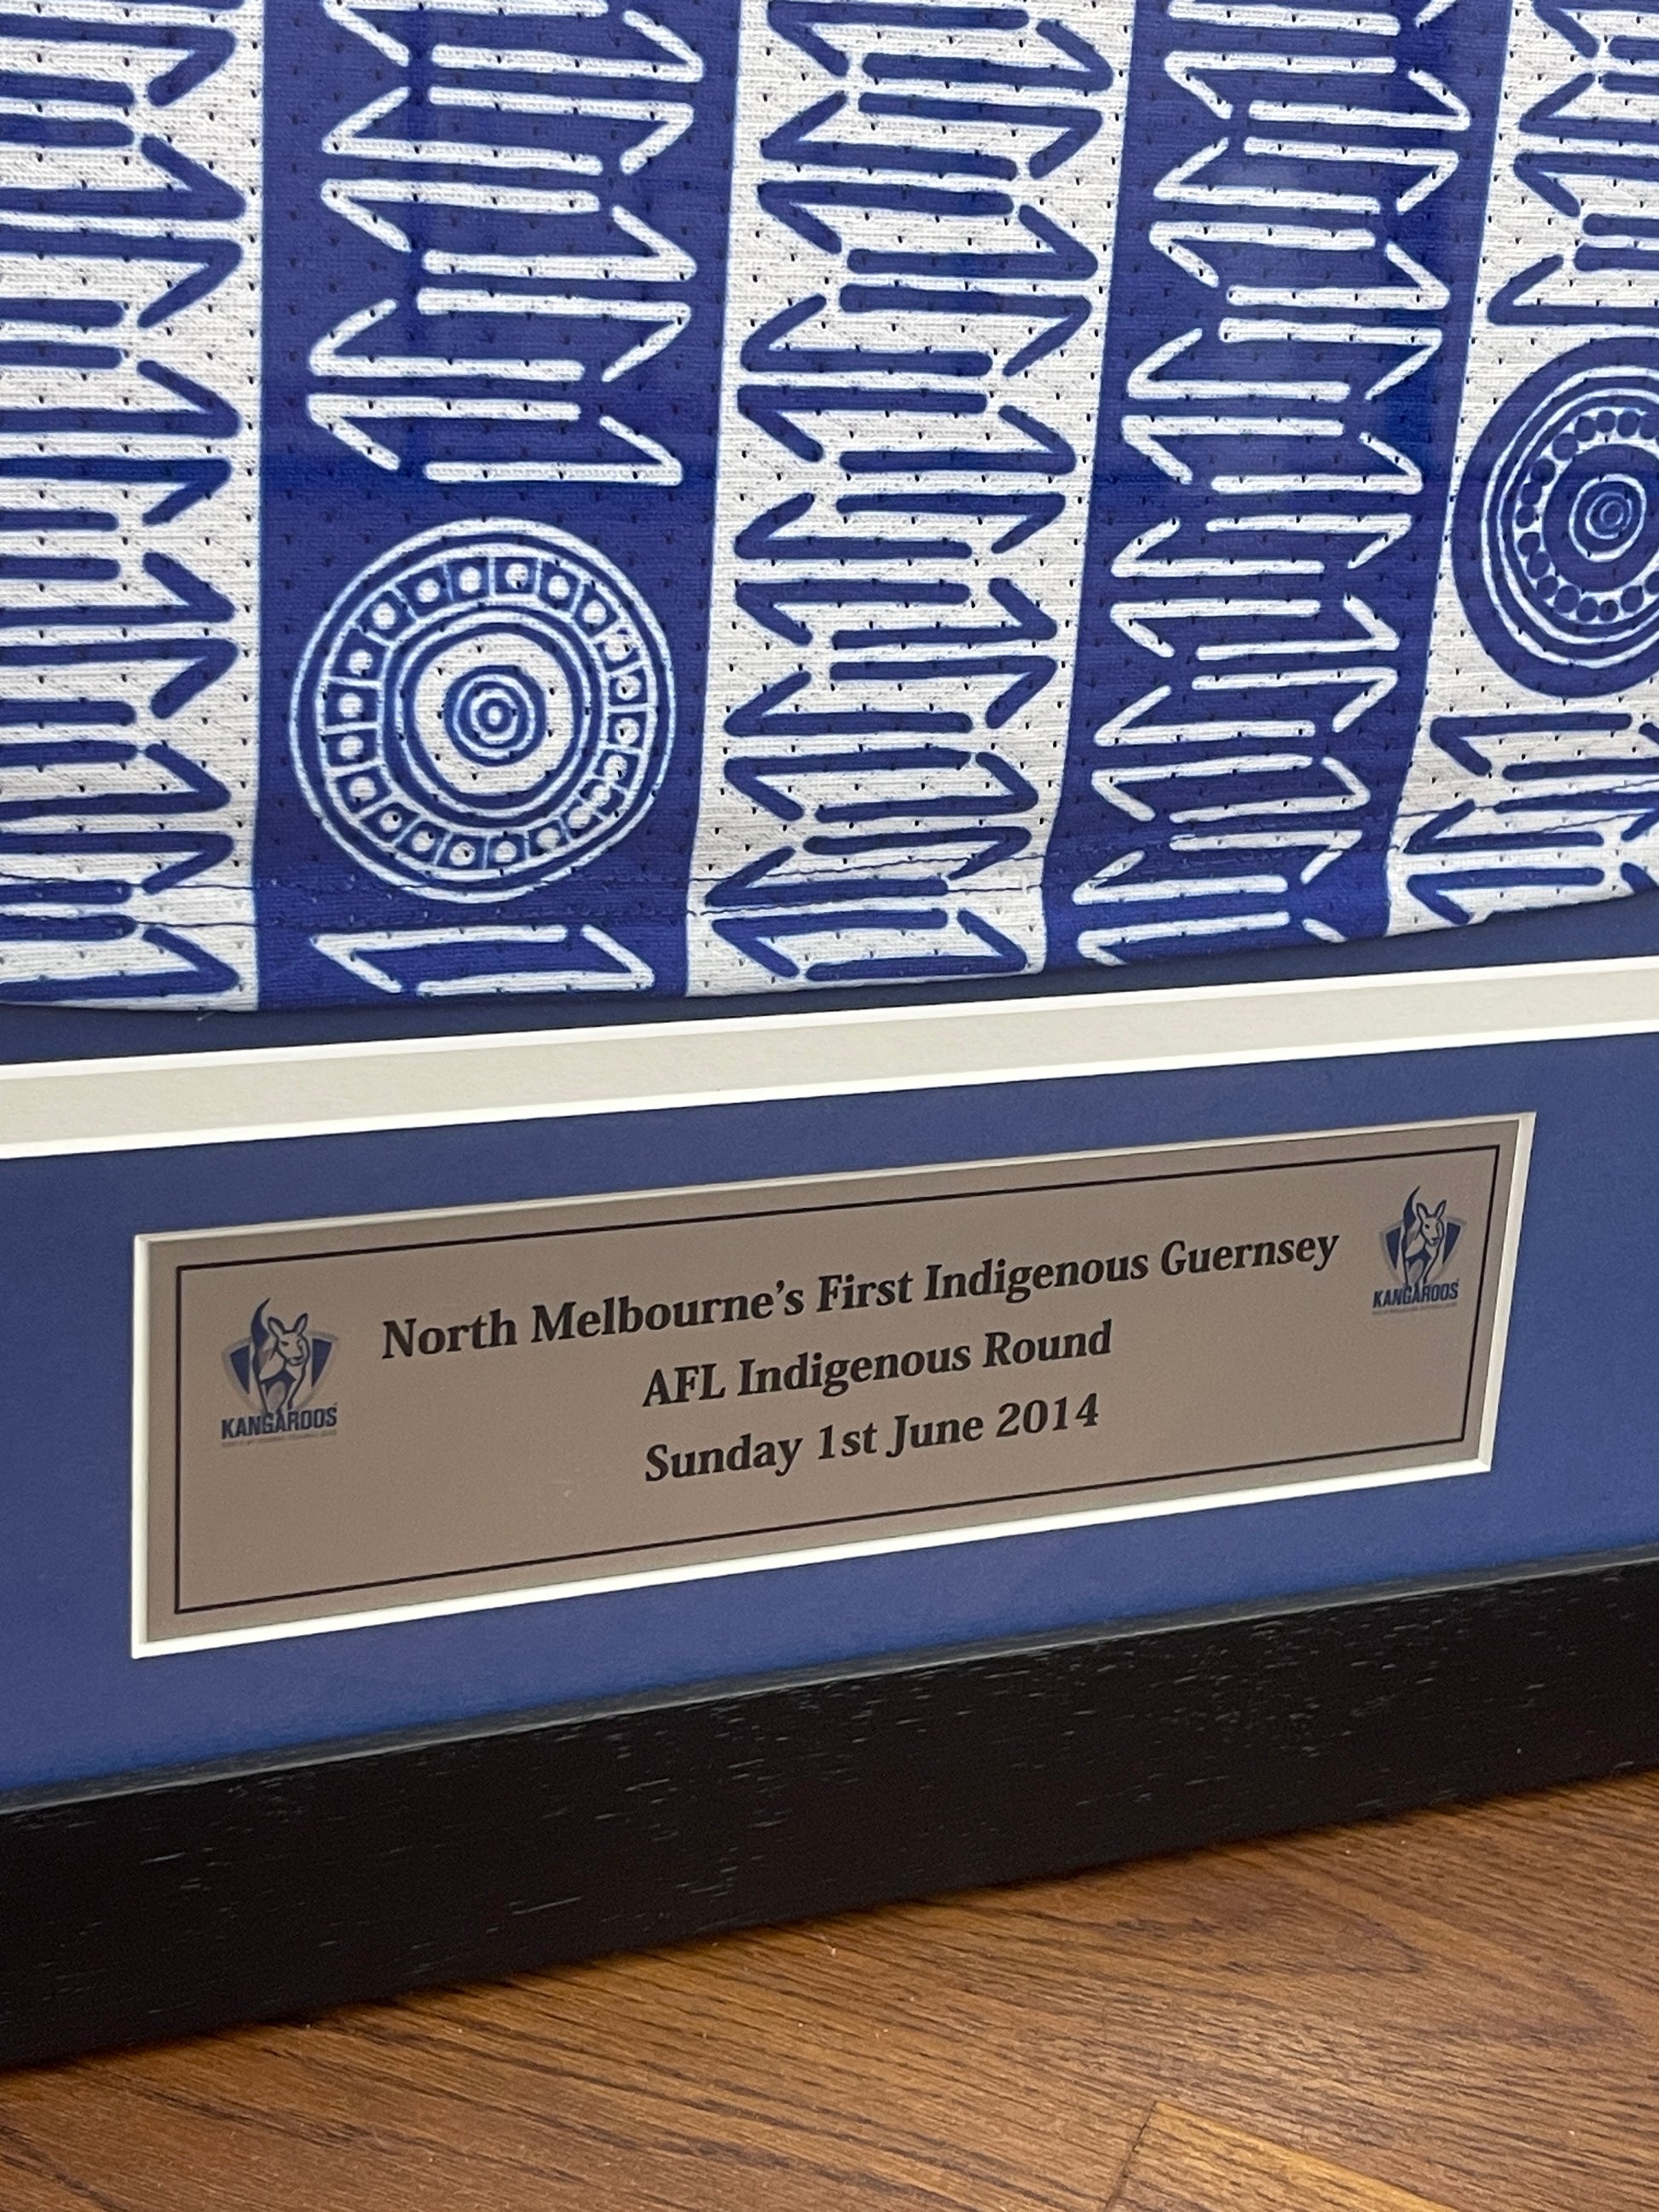 North Melbourne's First Indigenous Guernsey
AFL Indigenous Round
Sunday 1st June 2014
KANGAROOS
KANGAROOS